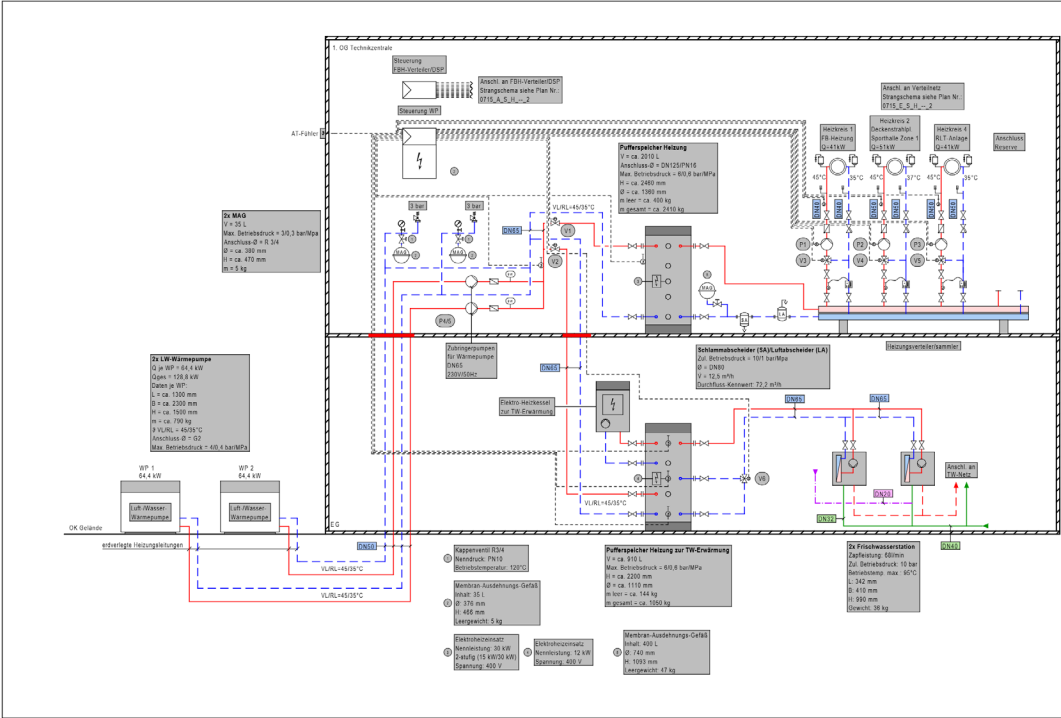 1. OG Technikzentrale
Steuerung
FBH-Verteiler/DSP
Anschl. an FBH-Verteiler/DSP
Strangschema siehe Plan Nr.:
0715_A_S_H_--_2
Steuerung WP
AT-Fühler
Anschl. an Verteilnetz
Strangschema siehe Plan Nr.:
0715_E_S_H_--_2
Heizkreis 1
FB-Heizung
Q=41kW
Heizkreis 2
Deckenstrahlpl.
Sporthalle Zone 1
Q=51kW
Heizkreis 4
RLT-Anlage
Q=41kW
Anschluss
Reserve
45°C
35°C
45°C
37°C
45°C
35°C
Pufferspeicher Heizung
V = ca. 2010 L
Anschluss-Ø = DN125/PN16
Max. Betriebsdruck = 6/0,6 bar/MPa
H = ca. 2460 mm
Ø = ca. 1360 mm
m leer = ca. 406 kg
m gesamt = ca. 2410 kg
2x MAG
V = 35 L
Max. Betriebsdruck = 3/0,3 bar/Mpa
Anschluss-Ø = R 3/4
Ø = ca. 380 mm
H = ca. 470 mm
m = 5 kg
3 bar
3 bar
VL/RL=45/35°C
DN65
V1
V2
MAG
MAG
MAG
P1
P2
P3
V3
V4
V5
P4/5
SA
LA
Zubringerpumpen
für Wärmepumpe
DN65
230V/50Hz
Heizungsverteiler/sammler
Schlammabscheider (SA)/Luftabscheider (LA)
Zul. Betriebsdruck = 10/1 bar/Mpa
Ø = DN80
V = 12,5 m³/h
Durchfluss-Kennwert: 72,2 m³/h
2x LW-Wärmepumpe
Q je WP = 64,4 kW
Qges = 128,8 kW
Daten je WP:
L = ca. 1300 mm
B = ca. 2300 mm
H = ca. 1500 mm
m = ca. 790 kg
ϑ VL/RL = 45/35°C
Anschluss-Ø = G2
Max. Betriebsdruck = 4/0,4 bar/MPa
DN65
Elektro-Heizkessel
zur TW-Erwärmung
DN65
DN65
V6
VL/RL=45/35°C
Anschl. an
TW-Netz
DN20
DN32
DN40
WP 1
64,4 kW
WP 2
64,4 kW
Luft-/Wasser-
Wärmepumpe
Luft-/Wasser-
Wärmepumpe
OK Gelände
EG
erdverlegte Heizungsleitungen
DN50
VL/RL=45/35°C
VL/RL=45/35°C
Kappenventil R3/4
Nenndruck: PN10
Betriebstemperatur: 120°C
Membran-Ausdehnungs-Gefäß
Inhalt: 35 L
Ø: 376 mm
H: 466 mm
Leergewicht: 5 kg
Elektroheizeinsatz
Nennleistung: 30 kW
2-stufig (15 kW/30 kW)
Spannung: 400 V
Elektroheizeinsatz
Nennleistung: 12 kW
Spannung: 400 V
Pufferspeicher Heizung zur TW-Erwärmung
V = ca. 910 L
Max. Betriebsdruck = 6/0,6 bar/MPa
H = ca. 2200 mm
Ø = ca. 1110 mm
m leer = ca. 144 kg
m gesamt = ca. 1050 kg
Membran-Ausdehnungs-Gefäß
Inhalt: 400 L
Ø: 740 mm
H: 1093 mm
Leergewicht: 47 kg
2x Frischwasserstation
Zapfleistung: 68l/min
Zul. Betriebdruck: 10 bar
Betriebstemp. max.: 95°C
L: 342 mm
B: 410 mm
H: 990 mm
Gewicht: 36 kg